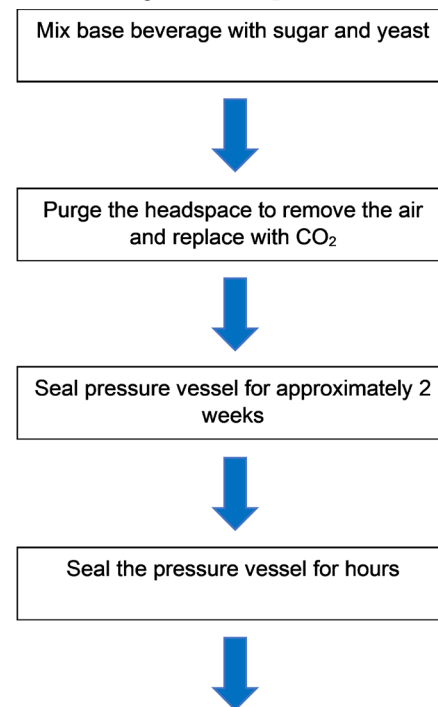 Mix base beverage with sugar and yeast
Purge the headspace to remove the air
and replace with CO₂
Seal pressure vessel for approximately 2
weeks
Seal the pressure vessel for hours